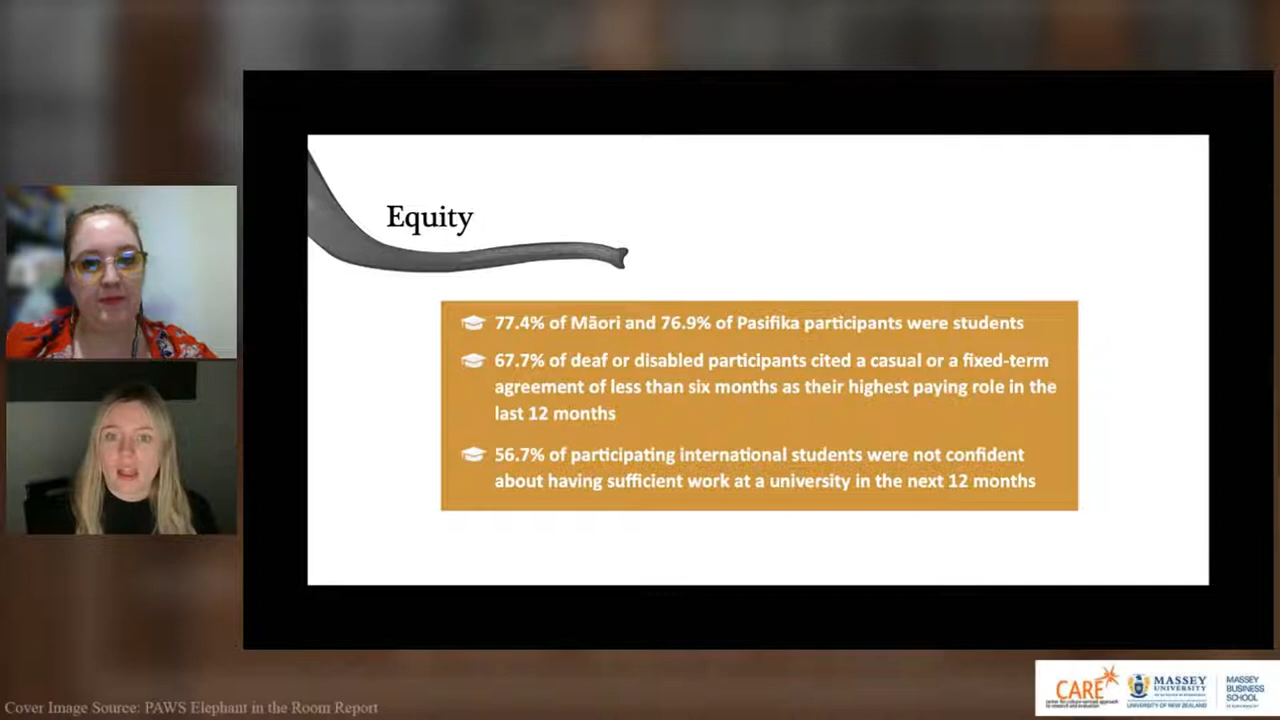 Equity
77.4% of Māori and 76.9% of Pasifika participants were students
67.7% of deaf or disabled participants cited a casual or a fixed-term
agreement of less than six months as their highest paying role in the
last 12 months
56.7% of participating international students were not confident
about having sufficient work at a university in the next 12 months
CARE
MASSEY
UNIVERSITY
UNIVERSITY OF NEW ZEALAND
MASSEY
BUSINESS
SCHOOL
Cover Image Source: PAWS Elephant in the Room Report